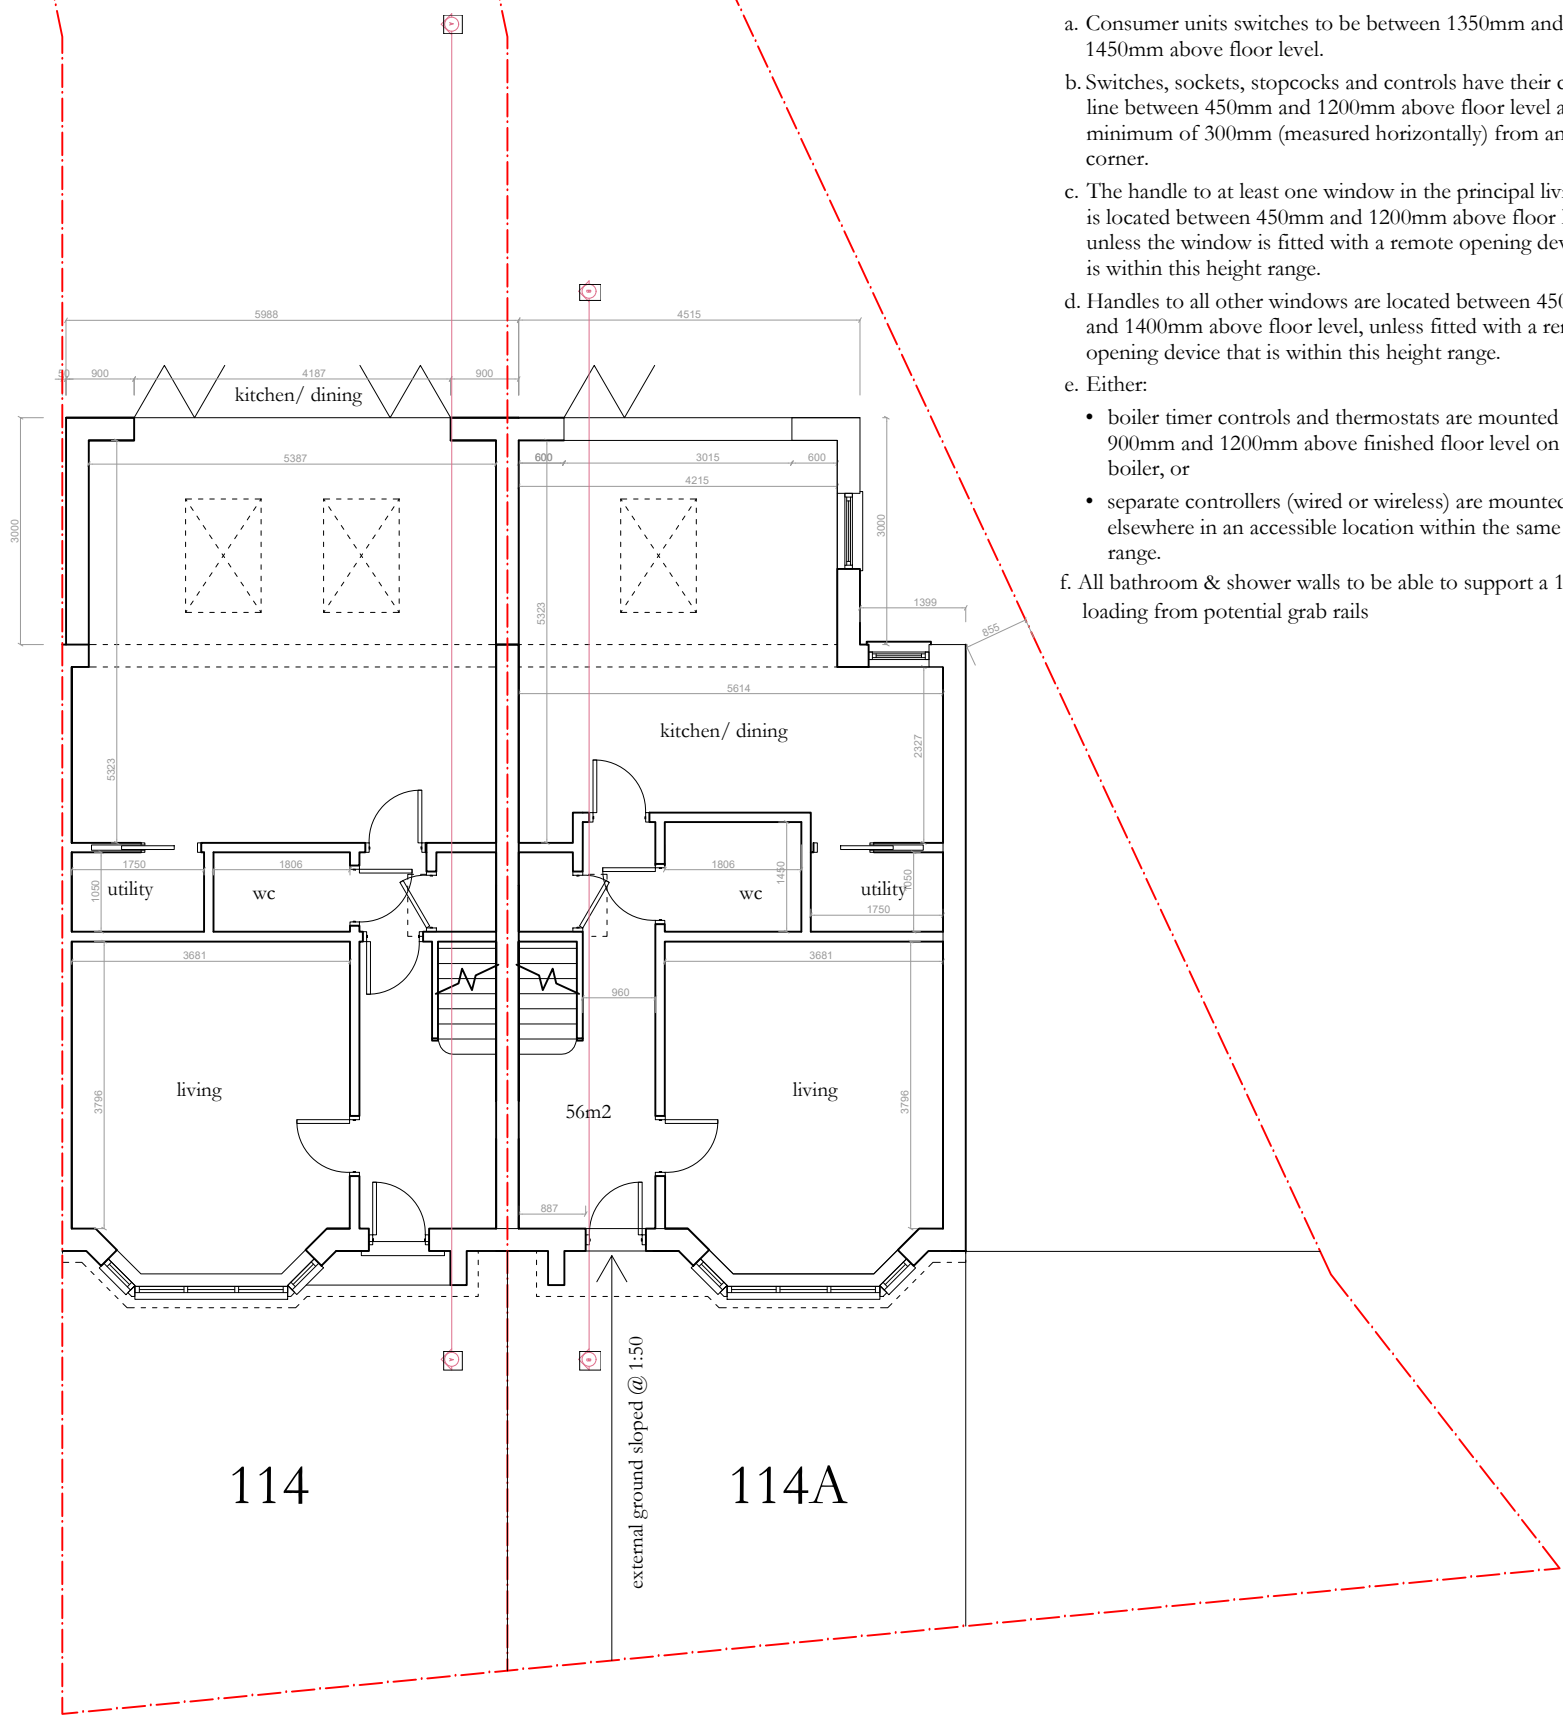 a. Consumer units switches to be between 1350mm and
1450mm above floor level.
b. Switches, sockets, stopcocks and controls have their
line between 450mm and 1200mm above floor level
minimum of 300mm (measured horizontally) from
corner.
c. The handle to at least one window in the principal
is located between 450mm and 1200mm above floor
unless the window is fitted with a remote opening
is within this height range.
d. Handles to all other windows are located between
and 1400mm above floor level, unless fitted with a
opening device that is within this height range.
e. Either:
• boiler timer controls and thermostats are mounted
900mm and 1200mm above finished floor level on
boiler, or
• separate controllers (wired or wireless) are mounted
elsewhere in an accessible location within the same
range.
f. All bathroom & shower walls to be able to support a
loading from potential grab rails
A
B
5988
4515
50
900
4187
900
kitchen/ dining
5387
600
3015
600
4215
3000
3000
5323
1399
855
5614
kitchen/ dining
5323
2327
1750
1806
1806
1450
1050
utility
wc
wc
utility
1050
1750
3681
3681
960
living
living
3796
3796
56m2
887
A
B
external ground sloped @ 1:50
114
114A